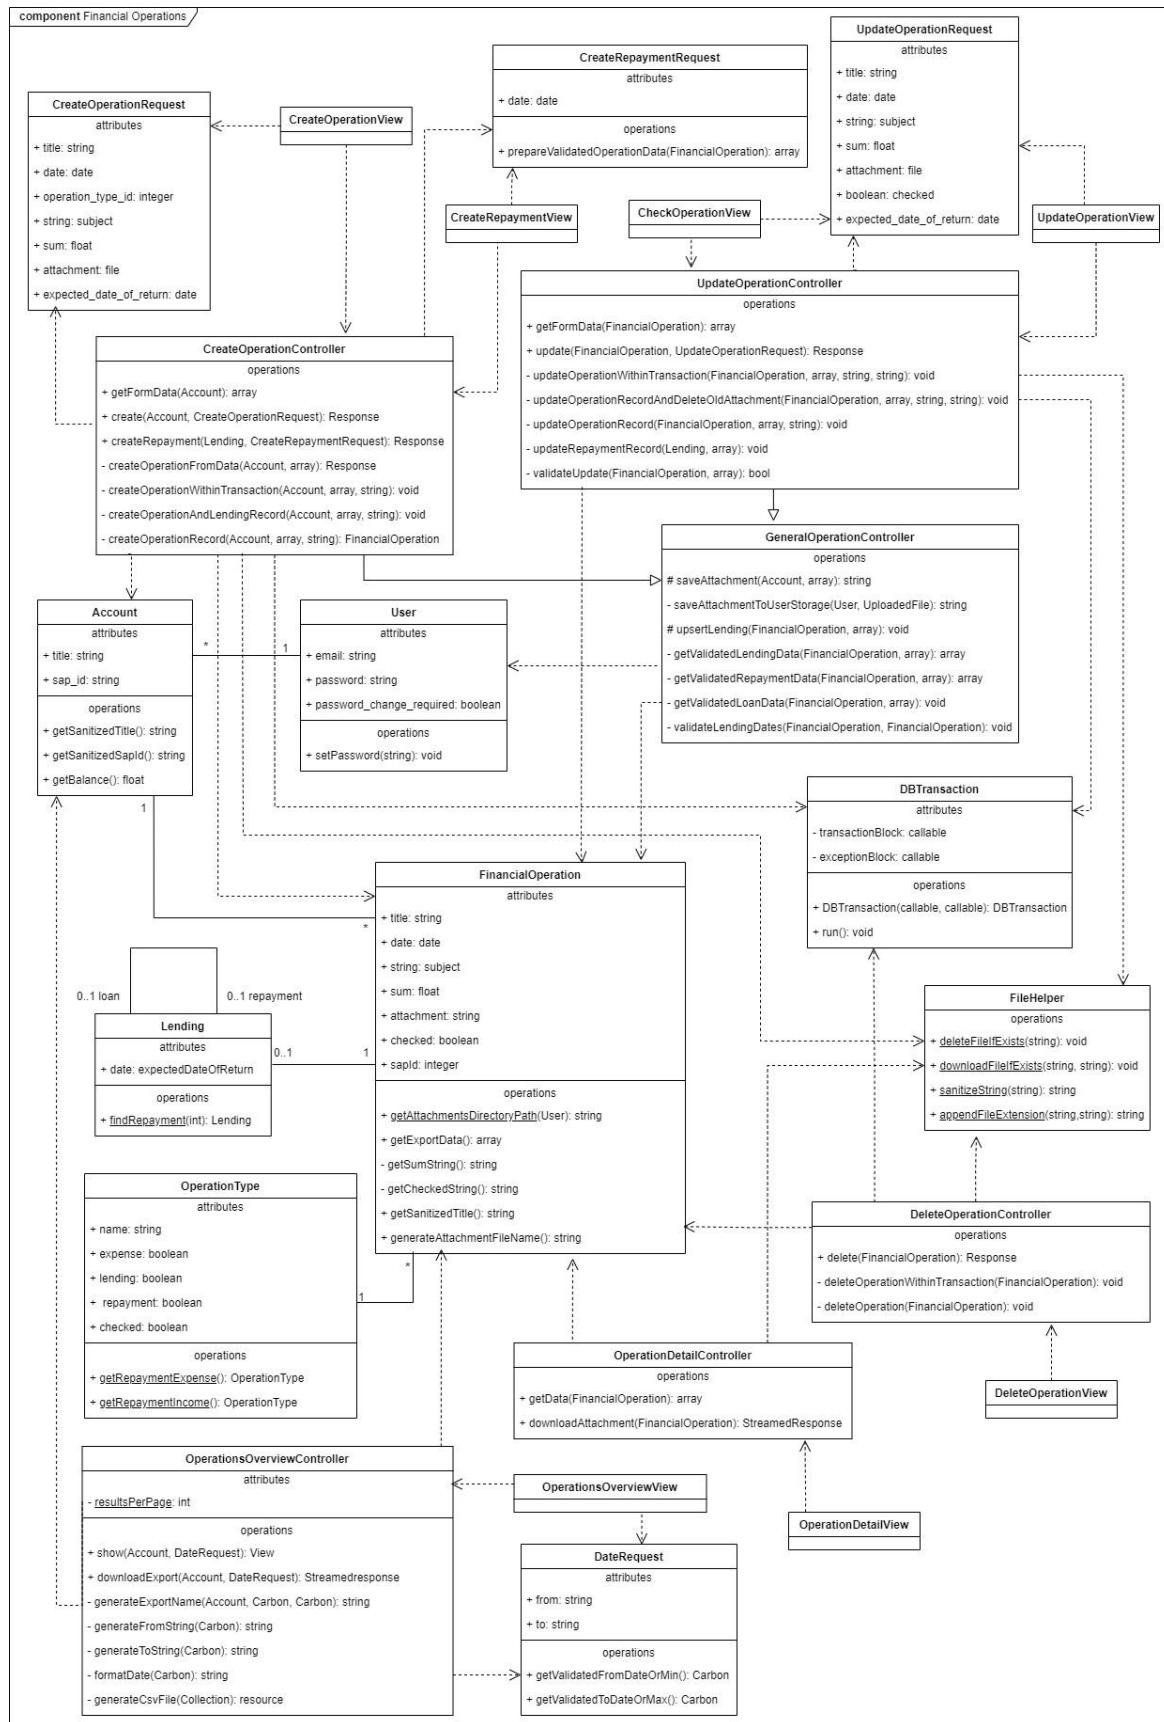 component Financial Operations
UpdateOperationRequest
attributes
+ title: string
+ date: date
+ string: subject
+ sum: float
+ attachment: file
+ boolean: checked
+ expected_date_of_return: date
CreateRepaymentRequest
attributes
+ date: date
operations
+ prepareValidatedOperationData(FinancialOperation): array
CreateOperationRequest
attributes
+ title: string
+ date: date
+ operation_type_id: integer
+ string: subject
+ sum: float
+ attachment: file
+ expected_date_of_return: date
CreateOperationView
CreateRepaymentView
CheckOperationView
UpdateOperationView
UpdateOperationController
operations
+ getFormData(FinancialOperation): array
+ update(FinancialOperation, UpdateOperationRequest): Response
- updateOperationWithinTransaction(FinancialOperation, array, string, string): void
- updateOperationRecordAndDeleteOldAttachment(FinancialOperation, array, string, string): void
- updateOperationRecord(FinancialOperation, array, string): void
- updateRepaymentRecord(Lending, array): void
- validateUpdate(FinancialOperation, array): bool
CreateOperationController
operations
+ getFormData(Account): array
+ create(Account, CreateOperationRequest): Response
+ createRepayment(Lending, CreateRepaymentRequest): Response
- createOperationFromData(Account, array): Response
- createOperationWithinTransaction(Account, array, string): void
- createOperationAndLendingRecord(Account, array, string): void
- createOperationRecord(Account, array, string): FinancialOperation
GeneralOperationController
operations
# saveAttachment(Account, array): string
- saveAttachmentToUserStorage(User, UploadedFile): string
# upsertLending(FinancialOperation, array): void
- getValidatedLendingData(FinancialOperation, array): array
- getValidatedRepaymentData(FinancialOperation, array): array
- getValidatedLoanData(FinancialOperation, array): void
- validateLendingDates(FinancialOperation, FinancialOperation): void
Account
attributes
+ title: string
+ sap_id: string
operations
+ getSanitizedTitle(): string
+ getSanitizedSapId(): string
+ getBalance(): float
*
1
User
attributes
+ email: string
+ password: string
+ password_change_required: boolean
operations
+ setPassword(string): void
1
*
DBTransaction
attributes
- transactionBlock: callable
- exceptionBlock: callable
operations
+ DBTransaction(callable, callable): DBTransaction
+ run(): void
FinancialOperation
attributes
+ title: string
+ date: date
+ string: subject
+ sum: float
+ attachment: string
+ checked: boolean
+ sapId: integer
operations
+ getAttachmentsDirectoryPath(User): string
+ getExportData(): array
- getSumString(): string
- getCheckedString(): string
+ getSanitizedTitle(): string
+ generateAttachmentFileName(): string
0..1 loan
0..1 repayment
Lending
attributes
+ date: expectedDateOfReturn
operations
+ findRepayment(int): Lending
0..1
1
FileHelper
operations
+ deleteFileIfExists(string): void
+ downloadFileIfExists(string, string): void
+ sanitizeString(string): string
+ appendFileExtension(string,string): string
OperationType
attributes
+ name: string
+ expense: boolean
+ lending: boolean
+ repayment: boolean
+ checked: boolean
operations
+ getRepaymentExpense(): OperationType
+ getRepaymentIncome(): OperationType
1
*
DeleteOperationController
operations
+ delete(FinancialOperation): Response
- deleteOperationWithinTransaction(FinancialOperation): void
- deleteOperation(FinancialOperation): void
OperationDetailController
operations
+ getData(FinancialOperation): array
+ downloadAttachment(FinancialOperation): StreamedResponse
DeleteOperationView
OperationsOverviewController
attributes
- resultsPerPage: int
operations
+ show(Account, DateRequest): View
+ downloadExport(Account, DateRequest): Streamedresponse
- generateExportName(Account, Carbon, Carbon): string
- generateFromString(Carbon): string
- generateToString(Carbon): string
- formatDate(Carbon): string
- generateCsvFile(Collection): resource
OperationsOverviewView
OperationDetailView
DateRequest
attributes
+ from: string
+ to: string
operations
+ getValidatedFromDateOrMin(): Carbon
+ getValidatedToDateOrMax(): Carbon